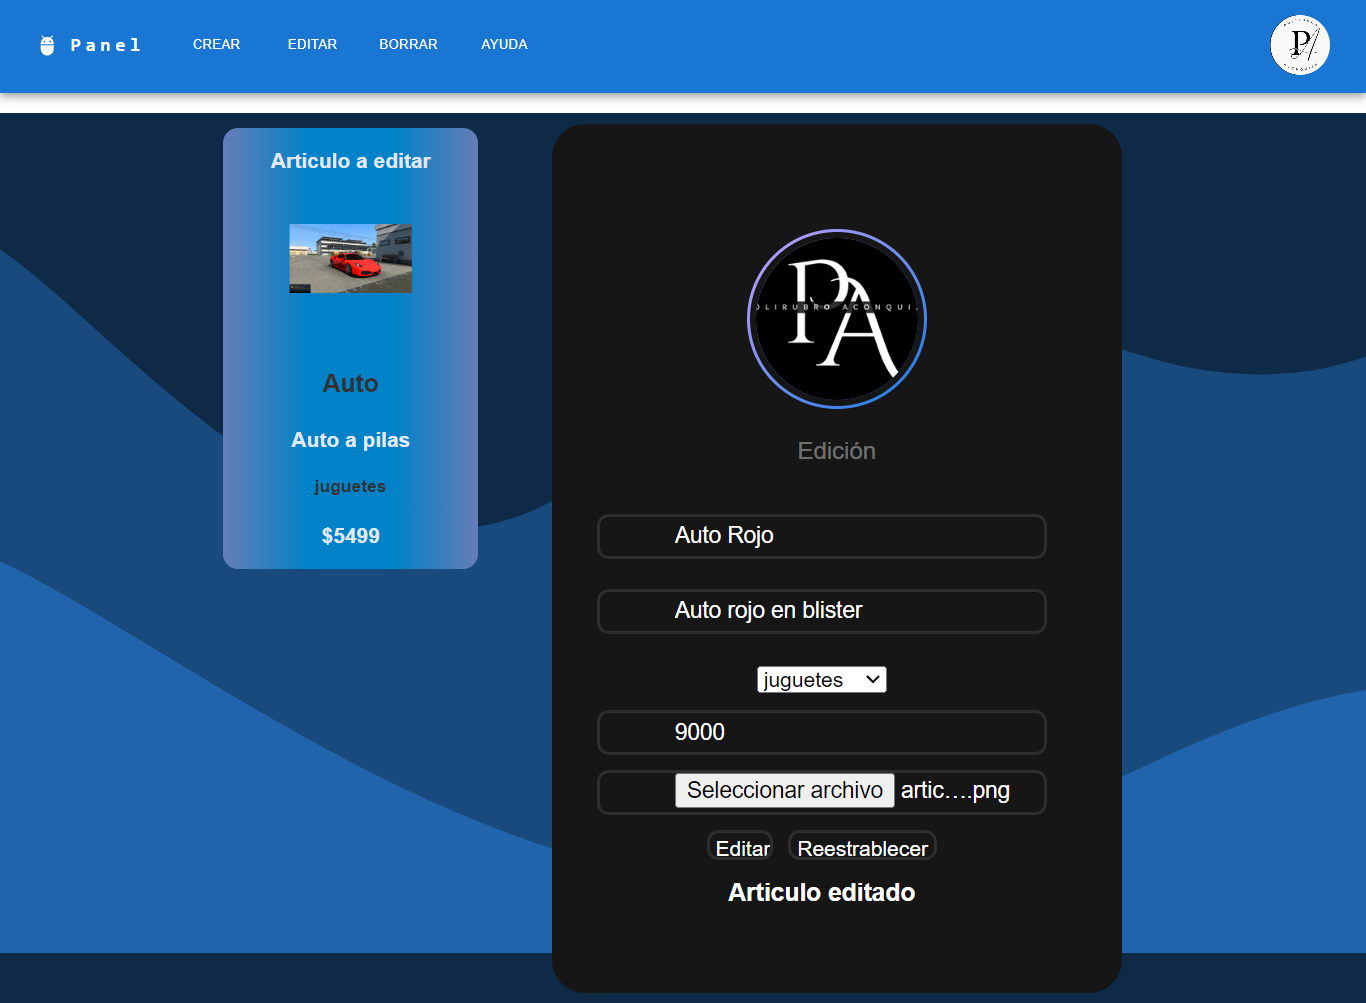 Panel
CREAR
EDITAR
BORRAR
AYUDA
P
Articulo a editar
Auto
Auto a pilas
juguetes
$5499
PA
OLIRUBRO ACONQUI
Edición
Auto Rojo
Auto rojo en blister
juguetes
9000
Seleccionar archivo artic….png
Editar
Reestrablecer
Articulo editado